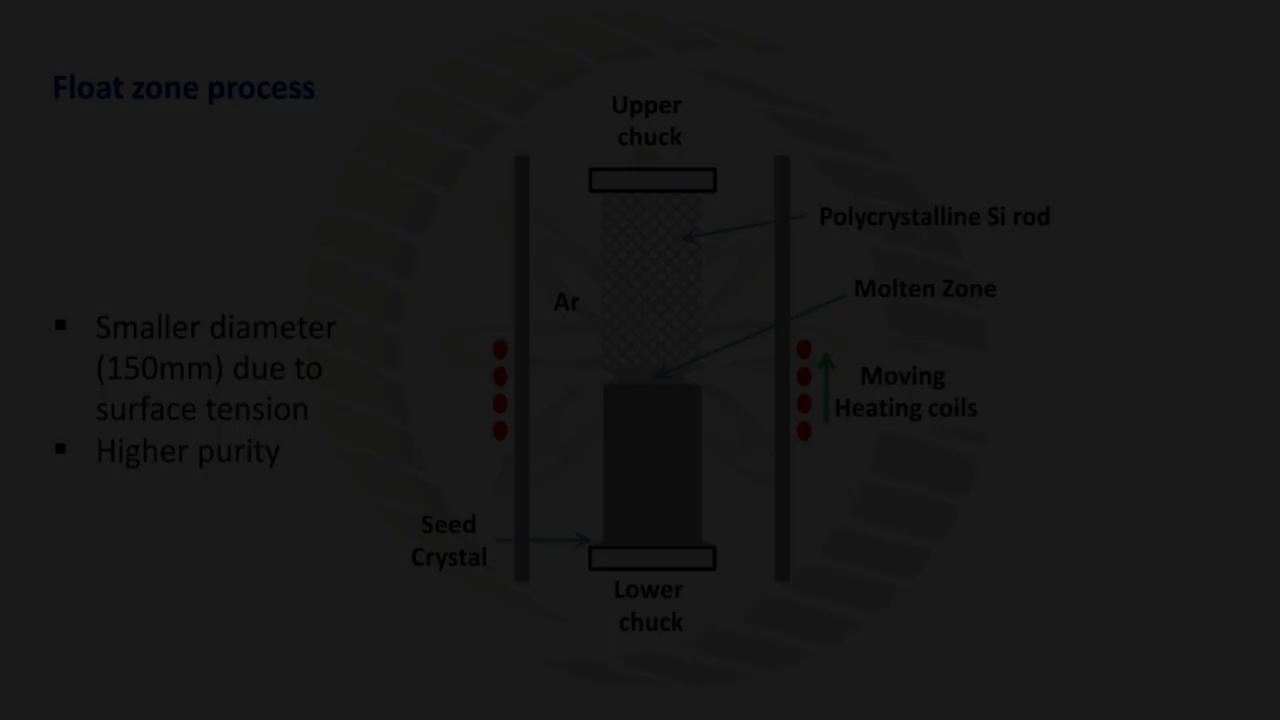 Float zone process
Upper
chuck
Polycrystalline Si rod
Molten Zone
Ar
▪ Smaller diameter
(150mm) due to
surface tension
▪ Higher purity
Moving
Heating coils
Seed
Crystal
Lower
chuck